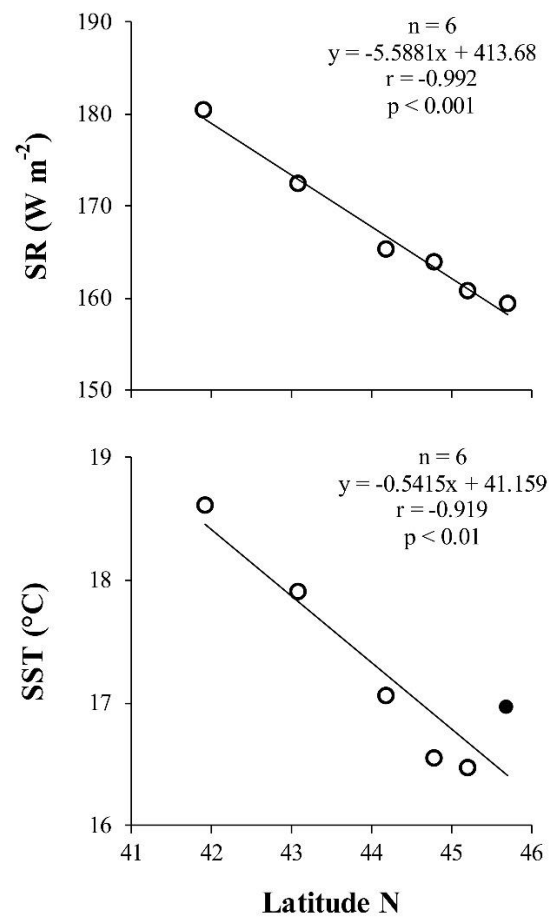 190
180
170
160
150
SR (W m⁻²)
n = 6
y = -5.5881x + 413.68
r = -0.992
p < 0.001
19
18
17
16
SST (°C)
n = 6
y = -0.5415x + 41.159
r = -0.919
p < 0.01
41 42 43 44 45 46
Latitude N